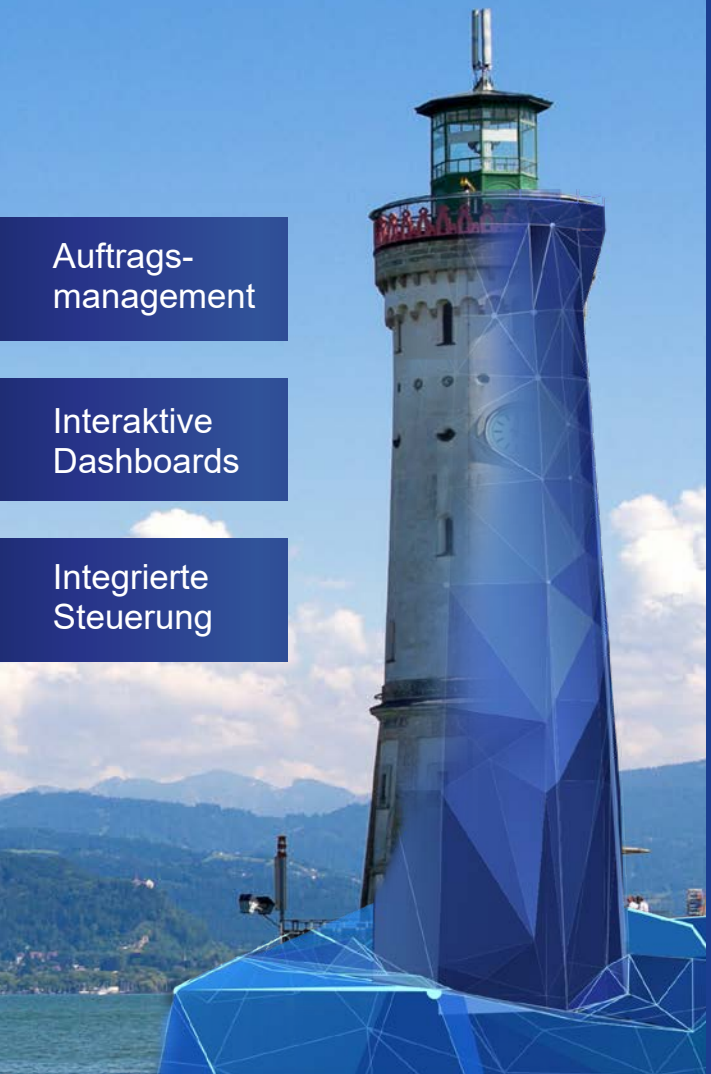 Auftrags-
management
Interaktive
Dashboards
Integrierte
Steuerung